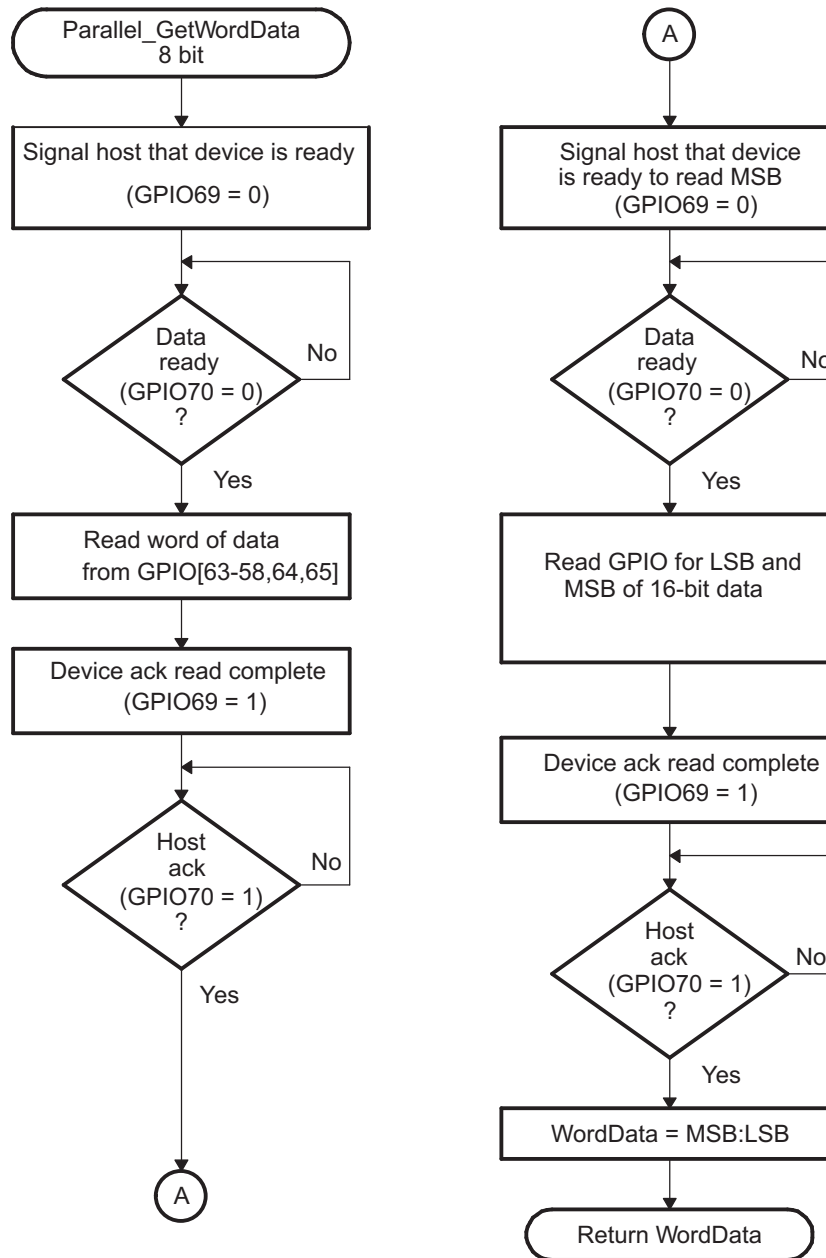 Parallel_GetWordData
8 bit
Signal host that device is ready
(GPIO69 = 0)
Data
ready
(GPIO70 = 0)
?
No
Yes
Read word of data
from GPIO[63-58,64,65]
Device ack read complete
(GPIO69 = 1)
Host
ack
(GPIO70 = 1)
?
No
Yes
A
A
Signal host that device
is ready to read MSB
(GPIO69 = 0)
Data
ready
(GPIO70 = 0)
?
No
Yes
Read GPIO for LSB and
MSB of 16-bit data
Device ack read complete
(GPIO69 = 1)
Host
ack
(GPIO70 = 1)
?
No
Yes
WordData = MSB:LSB
Return WordData